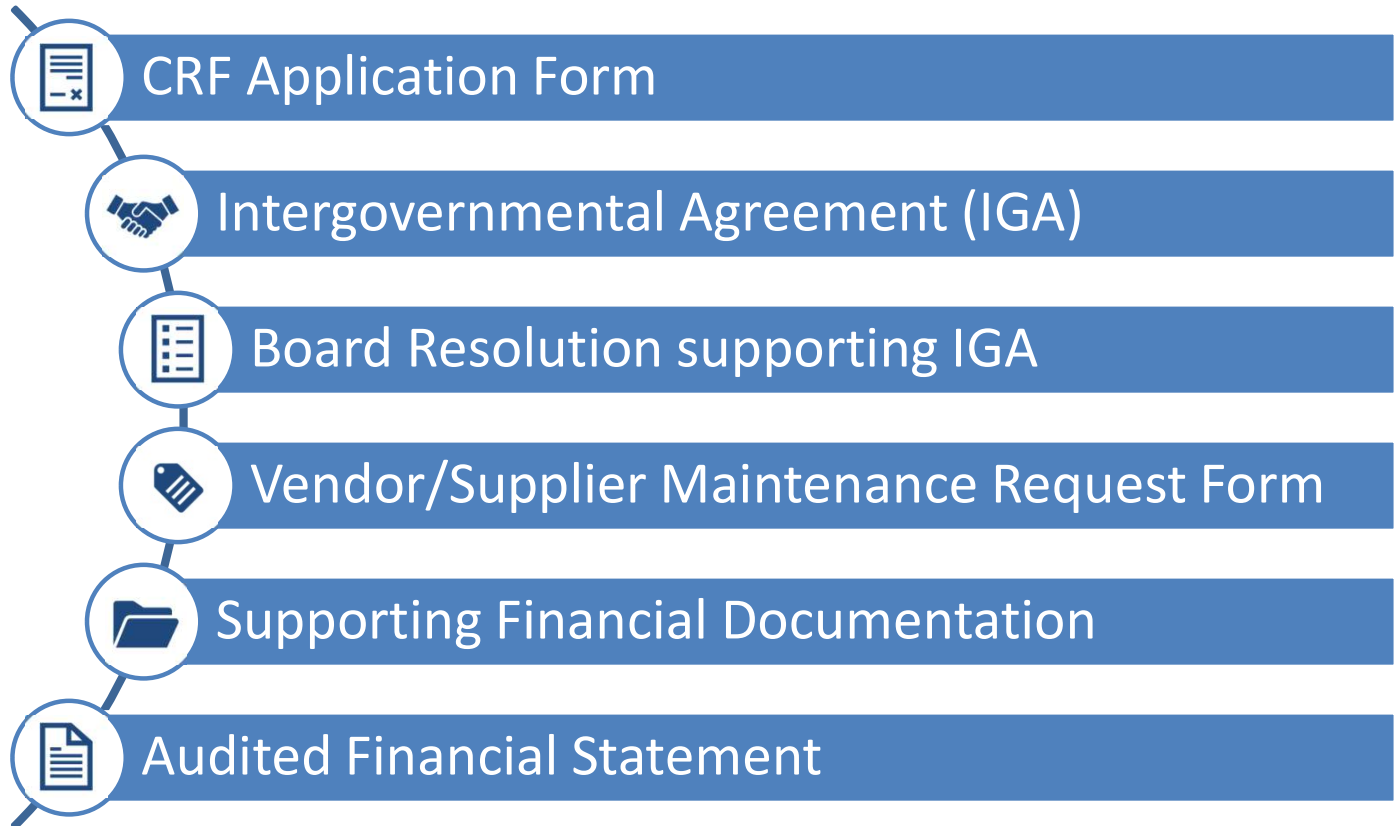 CRF Application Form
Intergovernmental Agreement (IGA)
Board Resolution supporting IGA
Vendor/Supplier Maintenance Request Form
Supporting Financial Documentation
Audited Financial Statement